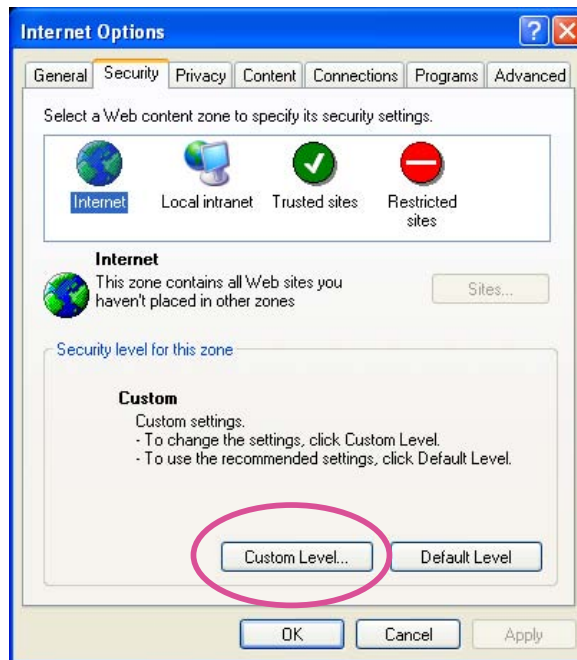 Internet Options
General Security Privacy Content Connections Programs Advanced
Select a Web content zone to specify its security settings.
Internet Local intranet Trusted sites Restricted
sites
Internet
This zone contains all Web sites you
haven't placed in other zones
Sites...
Security level for this zone
Custom
Custom settings.
- To change the settings, click Custom Level.
- To use the recommended settings, click Default Level.
Custom Level... Default Level
OK Cancel Apply